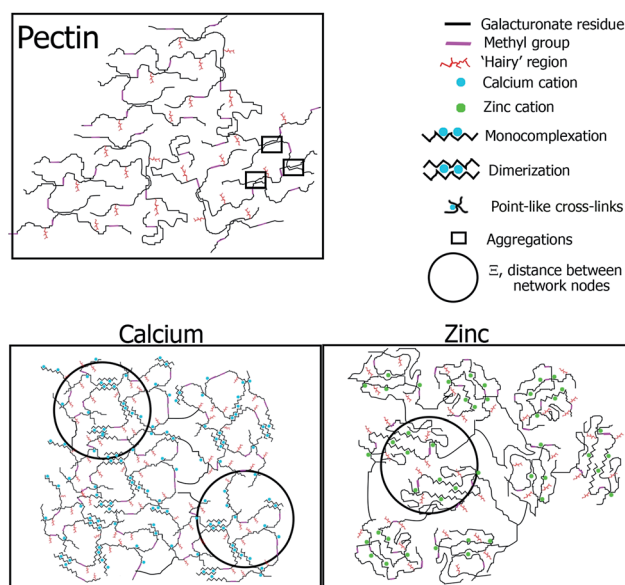 Pectin
Galacturonate residue
Methyl group
'Hairy' region
Calcium cation
Zinc cation
Monocomplexation
Dimerization
Point-like cross-links
Aggregations
Ξ, distance between
network nodes
Calcium
Zinc